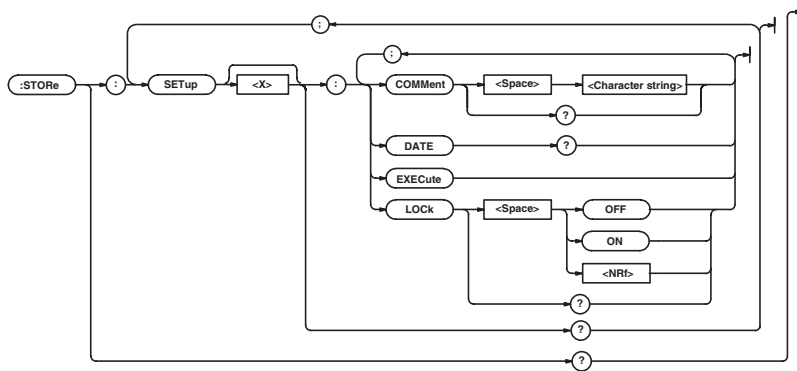 ;
;
:STORe : SETup <X> : COMMent <Space> <Character string>
?
DATE ?
EXECute
LOCk <Space> OFF
ON
<NRf>
?
?
?